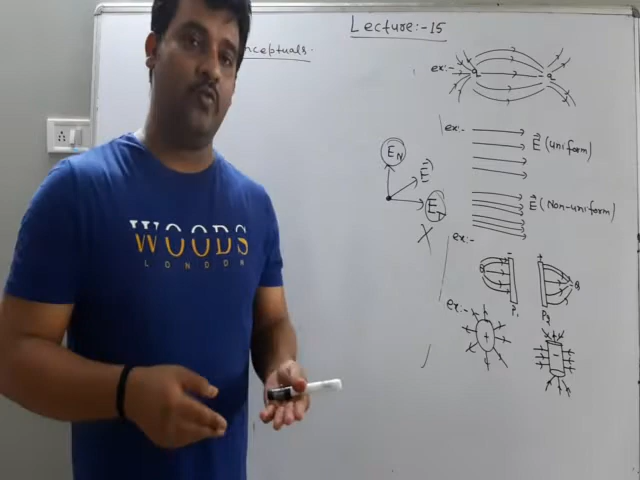 Lecture:-15
nceptuals.
ex:-
ex:-
E (uniform)
E_N
E
E_T
X
E (Non-uniform)
ex:-
- +
P₁ P₂
ex:-
+ -
WOODS
LONDON